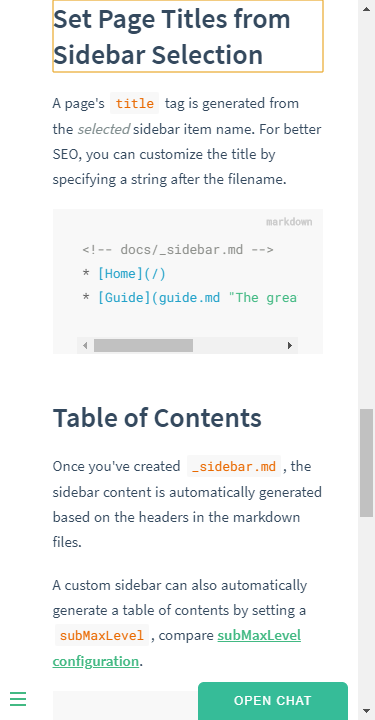 Set Page Titles from
Sidebar Selection
A page's title tag is generated from
the selected sidebar item name. For better
SEO, you can customize the title by
specifying a string after the filename.
markdown
<!-- docs/_sidebar.md -->
* [Home](/)
* [Guide](guide.md "The grea
Table of Contents
Once you've created _sidebar.md, the
sidebar content is automatically generated
based on the headers in the markdown
files.
A custom sidebar can also automatically
generate a table of contents by setting a
subMaxLevel, compare subMaxLevel
configuration.
OPEN CHAT